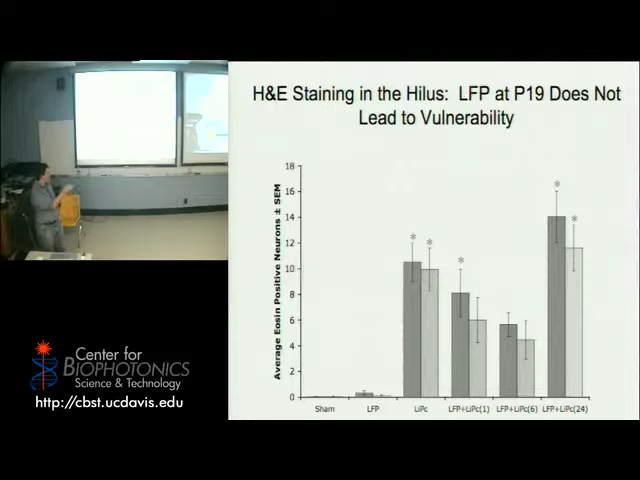 H&E Staining in the Hilus: LFP at P19 Does Not
Lead to Vulnerability
Average Eosin Positive Neurons ± SEM
18
16
14
12
10
8
6
4
2
0
* * * * *
Sham LFP LiPc LFP+LiPc(1) LFP+LiPc(6) LFP+LiPc(24)
Center for
BIOPHOTONICS
Science & Technology
http://cbst.ucdavis.edu